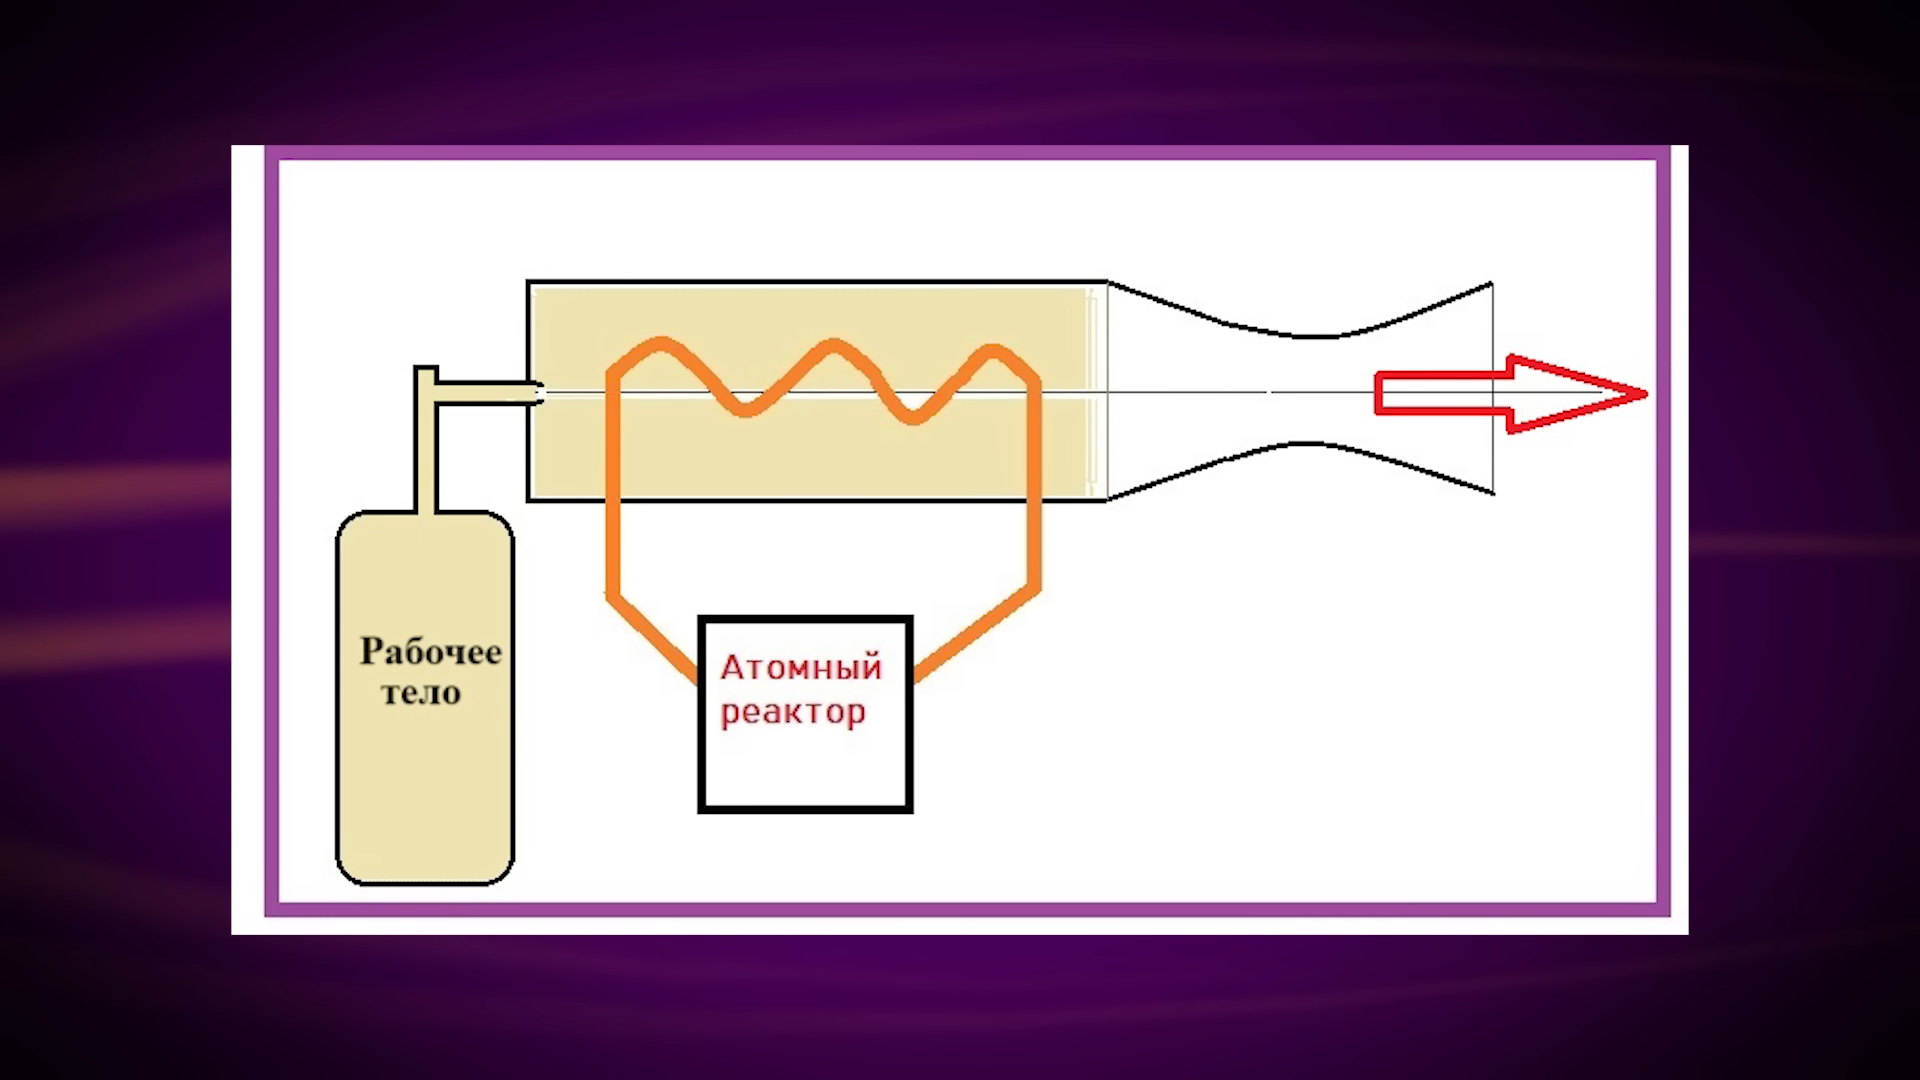 Рабочее
тело
Атомный
реактор